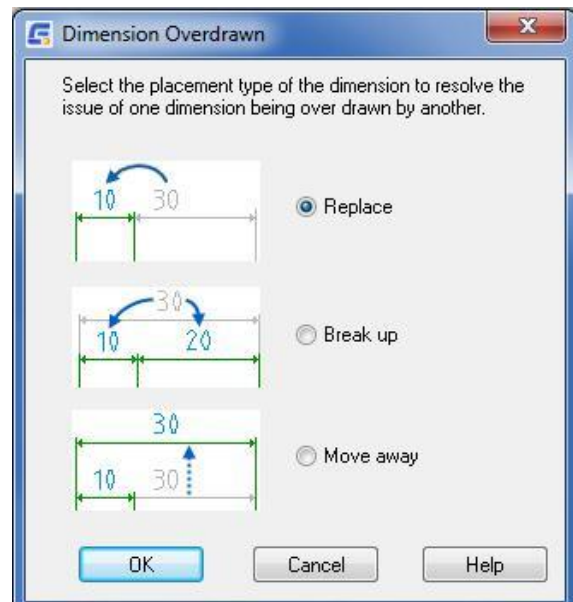 Dimension Overdrawn
Select the placement type of the dimension to resolve the
issue of one dimension being over drawn by another.
10 30
Replace
30
10 20
Break up
30
10 30
Move away
OK Cancel Help